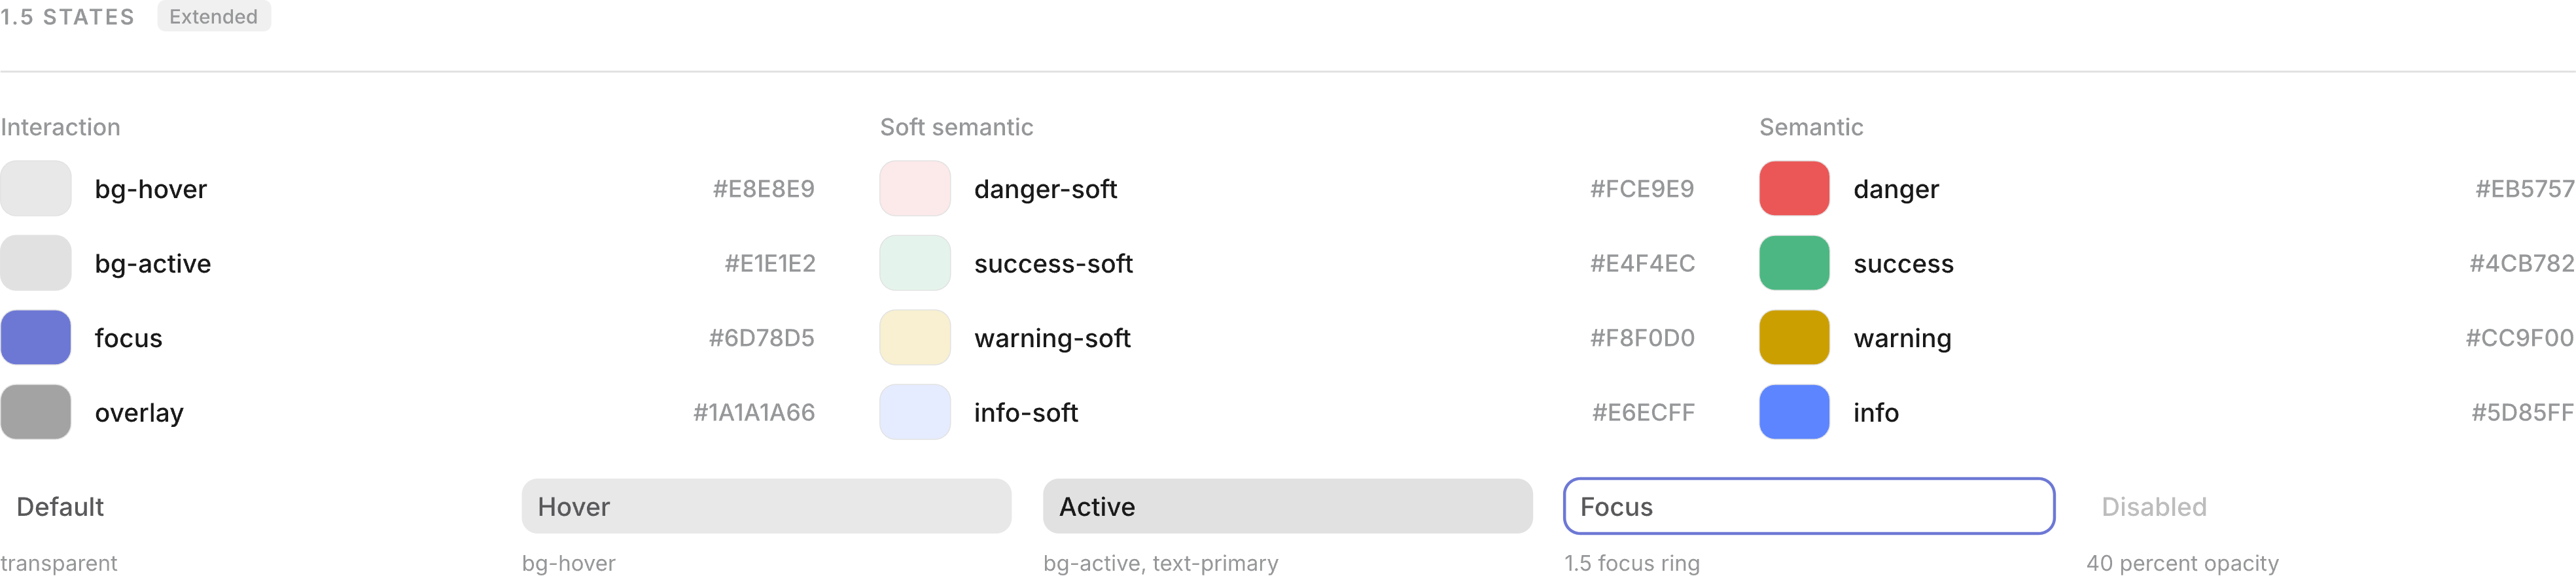 1.5 STATES Extended
Interaction Soft semantic Semantic
bg-hover #E8E8E9 danger-soft #FCE9E9 danger #EB5757
bg-active #E1E1E2 success-soft #E4F4EC success #4CB782
focus #6D78D5 warning-soft #F8F0D0 warning #CC9F00
overlay #1A1A1A66 info-soft #E6ECFF info #5D85FF
Default Hover Active Focus Disabled
transparent bg-hover bg-active, text-primary 1.5 focus ring 40 percent opacity